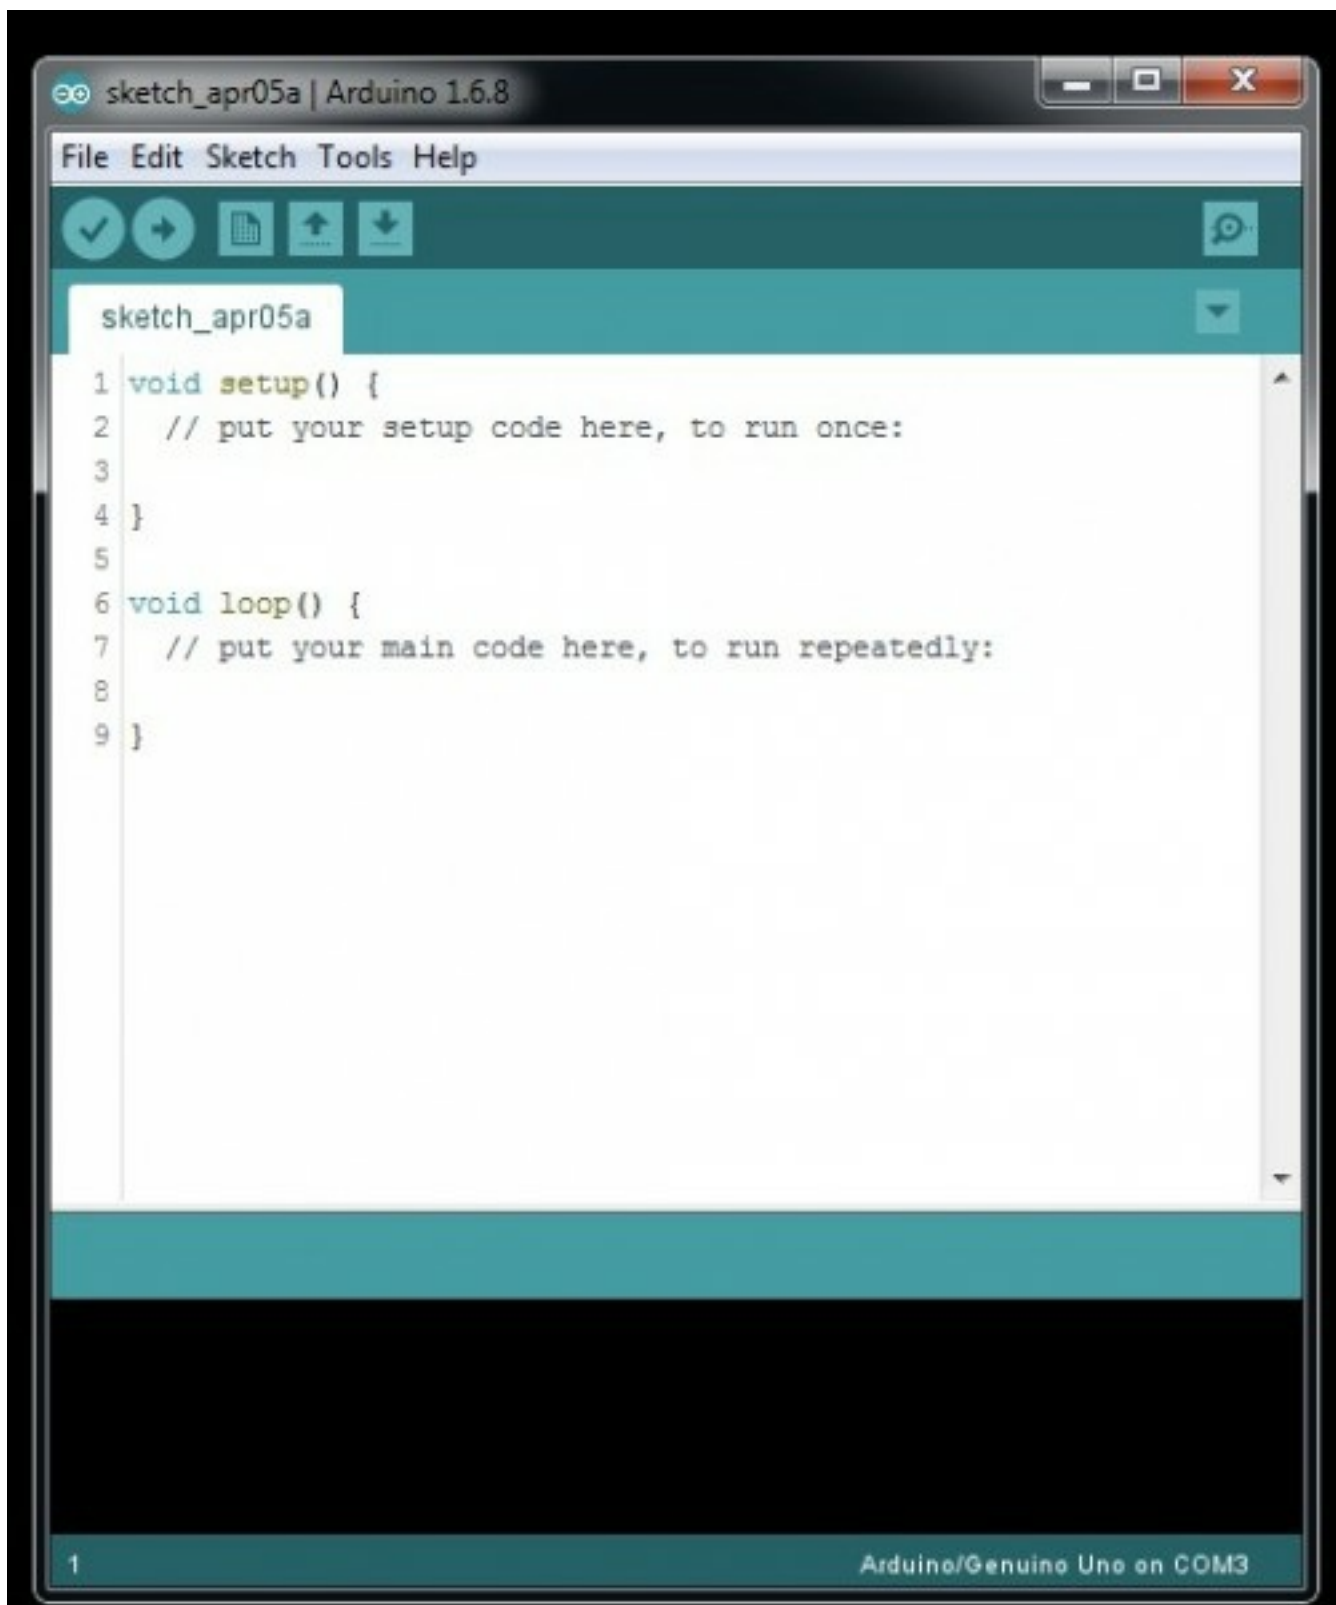 sketch_apr05a | Arduino 1.6.8
File Edit Sketch Tools Help
sketch_apr05a
1 void setup() {
2   // put your setup code here, to run once:
3
4 }
5
6 void loop() {
7   // put your main code here, to run repeatedly:
8
9 }
1 Arduino/Genuino Uno on COM3